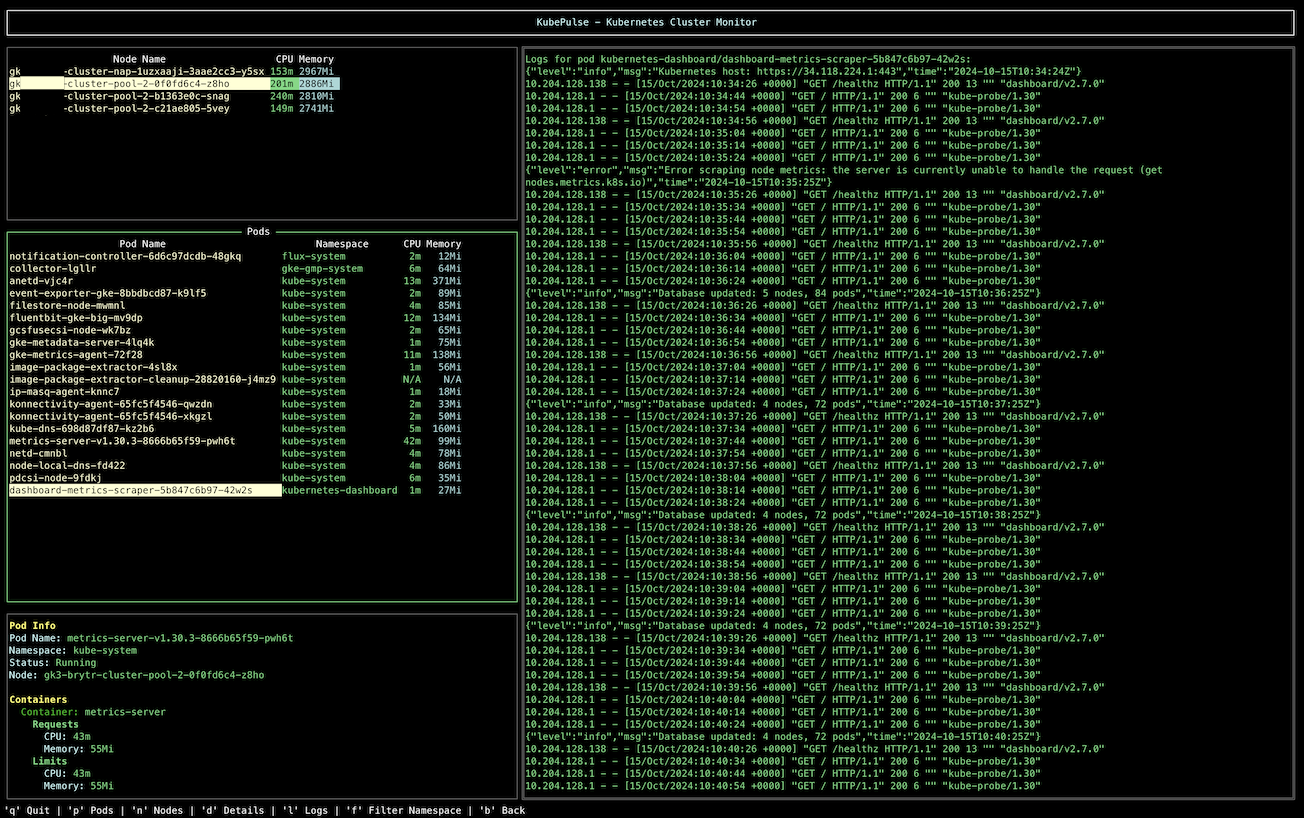 KubePulse - Kubernetes Cluster Monitor
Node Name CPU Memory
gk -cluster-nap-1uzxaaji-3aae2cc3-y5sx 153m 2967Mi
gk -cluster-pool-2-0f0fd6c4-z8ho 201m 2886Mi
gk -cluster-pool-2-b1363e0c-snag 240m 2810Mi
gk -cluster-pool-2-c21ae805-5vey 149m 2741Mi
Pods
Pod Name Namespace CPU Memory
notification-controller-6d6c97dcdb-48gkq flux-system 2m 12Mi
collector-lgllr gke-gmp-system 6m 64Mi
anetd-vjc4r kube-system 13m 371Mi
event-exporter-gke-8bbdbcd87-k9lf5 kube-system 2m 89Mi
filestore-node-mwmnl kube-system 4m 85Mi
fluentbit-gke-big-mv9dp kube-system 12m 134Mi
gcsfusecsi-node-wk7bz kube-system 2m 65Mi
gke-metadata-server-4lq4k kube-system 1m 75Mi
gke-metrics-agent-72f28 kube-system 11m 138Mi
image-package-extractor-4sl8x kube-system 1m 56Mi
image-package-extractor-cleanup-28820160-j4mz9 kube-system N/A N/A
ip-masq-agent-knnc7 kube-system 1m 18Mi
konnectivity-agent-65fc5f4546-qwzdn kube-system 2m 33Mi
konnectivity-agent-65fc5f4546-xkgzl kube-system 2m 50Mi
kube-dns-698d87df87-kz2b6 kube-system 5m 160Mi
metrics-server-v1.30.3-8666b65f59-pwh6t kube-system 42m 99Mi
netd-cmnbl kube-system 4m 78Mi
node-local-dns-fd422 kube-system 4m 86Mi
pdcsi-node-9fdkj kube-system 6m 35Mi
dashboard-metrics-scraper-5b847c6b97-42w2s kubernetes-dashboard 1m 27Mi
Pod Info
Pod Name: metrics-server-v1.30.3-8666b65f59-pwh6t
Namespace: kube-system
Status: Running
Node: gk3-brytr-cluster-pool-2-0f0fd6c4-z8ho
Containers
Container: metrics-server
Requests
CPU: 43m
Memory: 55Mi
Limits
CPU: 43m
Memory: 55Mi
Logs for pod kubernetes-dashboard/dashboard-metrics-scraper-5b847c6b97-42w2s:
{"level":"info","msg":"Kubernetes host: https://34.118.224.1:443","time":"2024-10-15T10:34:24Z"}
10.204.128.138 - - [15/Oct/2024:10:34:26 +0000] "GET /healthz HTTP/1.1" 200 13 "" "dashboard/v2.7.0"
10.204.128.1 - - [15/Oct/2024:10:34:44 +0000] "GET / HTTP/1.1" 200 6 "" "kube-probe/1.30"
10.204.128.1 - - [15/Oct/2024:10:34:54 +0000] "GET / HTTP/1.1" 200 6 "" "kube-probe/1.30"
10.204.128.138 - - [15/Oct/2024:10:34:56 +0000] "GET /healthz HTTP/1.1" 200 13 "" "dashboard/v2.7.0"
10.204.128.1 - - [15/Oct/2024:10:35:04 +0000] "GET / HTTP/1.1" 200 6 "" "kube-probe/1.30"
10.204.128.1 - - [15/Oct/2024:10:35:14 +0000] "GET / HTTP/1.1" 200 6 "" "kube-probe/1.30"
10.204.128.1 - - [15/Oct/2024:10:35:24 +0000] "GET / HTTP/1.1" 200 6 "" "kube-probe/1.30"
{"level":"error","msg":"Error scraping node metrics: the server is currently unable to handle the request (get
nodes.metrics.k8s.io)","time":"2024-10-15T10:35:25Z"}
10.204.128.138 - - [15/Oct/2024:10:35:26 +0000] "GET /healthz HTTP/1.1" 200 13 "" "dashboard/v2.7.0"
10.204.128.1 - - [15/Oct/2024:10:35:34 +0000] "GET / HTTP/1.1" 200 6 "" "kube-probe/1.30"
10.204.128.1 - - [15/Oct/2024:10:35:44 +0000] "GET / HTTP/1.1" 200 6 "" "kube-probe/1.30"
10.204.128.1 - - [15/Oct/2024:10:35:54 +0000] "GET / HTTP/1.1" 200 6 "" "kube-probe/1.30"
10.204.128.138 - - [15/Oct/2024:10:35:56 +0000] "GET /healthz HTTP/1.1" 200 13 "" "dashboard/v2.7.0"
10.204.128.1 - - [15/Oct/2024:10:36:04 +0000] "GET / HTTP/1.1" 200 6 "" "kube-probe/1.30"
10.204.128.1 - - [15/Oct/2024:10:36:14 +0000] "GET / HTTP/1.1" 200 6 "" "kube-probe/1.30"
10.204.128.1 - - [15/Oct/2024:10:36:24 +0000] "GET / HTTP/1.1" 200 6 "" "kube-probe/1.30"
{"level":"info","msg":"Database updated: 5 nodes, 84 pods","time":"2024-10-15T10:36:25Z"}
10.204.128.138 - - [15/Oct/2024:10:36:26 +0000] "GET /healthz HTTP/1.1" 200 13 "" "dashboard/v2.7.0"
10.204.128.1 - - [15/Oct/2024:10:36:34 +0000] "GET / HTTP/1.1" 200 6 "" "kube-probe/1.30"
10.204.128.1 - - [15/Oct/2024:10:36:44 +0000] "GET / HTTP/1.1" 200 6 "" "kube-probe/1.30"
10.204.128.1 - - [15/Oct/2024:10:36:54 +0000] "GET / HTTP/1.1" 200 6 "" "kube-probe/1.30"
10.204.128.138 - - [15/Oct/2024:10:36:56 +0000] "GET /healthz HTTP/1.1" 200 13 "" "dashboard/v2.7.0"
10.204.128.1 - - [15/Oct/2024:10:37:04 +0000] "GET / HTTP/1.1" 200 6 "" "kube-probe/1.30"
10.204.128.1 - - [15/Oct/2024:10:37:14 +0000] "GET / HTTP/1.1" 200 6 "" "kube-probe/1.30"
10.204.128.1 - - [15/Oct/2024:10:37:24 +0000] "GET / HTTP/1.1" 200 6 "" "kube-probe/1.30"
{"level":"info","msg":"Database updated: 4 nodes, 72 pods","time":"2024-10-15T10:37:25Z"}
10.204.128.138 - - [15/Oct/2024:10:37:26 +0000] "GET /healthz HTTP/1.1" 200 13 "" "dashboard/v2.7.0"
10.204.128.1 - - [15/Oct/2024:10:37:34 +0000] "GET / HTTP/1.1" 200 6 "" "kube-probe/1.30"
10.204.128.1 - - [15/Oct/2024:10:37:44 +0000] "GET / HTTP/1.1" 200 6 "" "kube-probe/1.30"
10.204.128.1 - - [15/Oct/2024:10:37:54 +0000] "GET / HTTP/1.1" 200 6 "" "kube-probe/1.30"
10.204.128.138 - - [15/Oct/2024:10:37:56 +0000] "GET /healthz HTTP/1.1" 200 13 "" "dashboard/v2.7.0"
10.204.128.1 - - [15/Oct/2024:10:38:04 +0000] "GET / HTTP/1.1" 200 6 "" "kube-probe/1.30"
10.204.128.1 - - [15/Oct/2024:10:38:14 +0000] "GET / HTTP/1.1" 200 6 "" "kube-probe/1.30"
10.204.128.1 - - [15/Oct/2024:10:38:24 +0000] "GET / HTTP/1.1" 200 6 "" "kube-probe/1.30"
{"level":"info","msg":"Database updated: 4 nodes, 72 pods","time":"2024-10-15T10:38:25Z"}
10.204.128.138 - - [15/Oct/2024:10:38:26 +0000] "GET /healthz HTTP/1.1" 200 13 "" "dashboard/v2.7.0"
10.204.128.1 - - [15/Oct/2024:10:38:34 +0000] "GET / HTTP/1.1" 200 6 "" "kube-probe/1.30"
10.204.128.1 - - [15/Oct/2024:10:38:44 +0000] "GET / HTTP/1.1" 200 6 "" "kube-probe/1.30"
10.204.128.1 - - [15/Oct/2024:10:38:54 +0000] "GET / HTTP/1.1" 200 6 "" "kube-probe/1.30"
10.204.128.138 - - [15/Oct/2024:10:38:56 +0000] "GET /healthz HTTP/1.1" 200 13 "" "dashboard/v2.7.0"
10.204.128.1 - - [15/Oct/2024:10:39:04 +0000] "GET / HTTP/1.1" 200 6 "" "kube-probe/1.30"
10.204.128.1 - - [15/Oct/2024:10:39:14 +0000] "GET / HTTP/1.1" 200 6 "" "kube-probe/1.30"
10.204.128.1 - - [15/Oct/2024:10:39:24 +0000] "GET / HTTP/1.1" 200 6 "" "kube-probe/1.30"
{"level":"info","msg":"Database updated: 4 nodes, 72 pods","time":"2024-10-15T10:39:25Z"}
10.204.128.138 - - [15/Oct/2024:10:39:26 +0000] "GET /healthz HTTP/1.1" 200 13 "" "dashboard/v2.7.0"
10.204.128.1 - - [15/Oct/2024:10:39:34 +0000] "GET / HTTP/1.1" 200 6 "" "kube-probe/1.30"
10.204.128.1 - - [15/Oct/2024:10:39:44 +0000] "GET / HTTP/1.1" 200 6 "" "kube-probe/1.30"
10.204.128.1 - - [15/Oct/2024:10:39:54 +0000] "GET / HTTP/1.1" 200 6 "" "kube-probe/1.30"
10.204.128.138 - - [15/Oct/2024:10:39:56 +0000] "GET /healthz HTTP/1.1" 200 13 "" "dashboard/v2.7.0"
10.204.128.1 - - [15/Oct/2024:10:40:04 +0000] "GET / HTTP/1.1" 200 6 "" "kube-probe/1.30"
10.204.128.1 - - [15/Oct/2024:10:40:14 +0000] "GET / HTTP/1.1" 200 6 "" "kube-probe/1.30"
10.204.128.1 - - [15/Oct/2024:10:40:24 +0000] "GET / HTTP/1.1" 200 6 "" "kube-probe/1.30"
{"level":"info","msg":"Database updated: 4 nodes, 72 pods","time":"2024-10-15T10:40:25Z"}
10.204.128.138 - - [15/Oct/2024:10:40:26 +0000] "GET /healthz HTTP/1.1" 200 13 "" "dashboard/v2.7.0"
10.204.128.1 - - [15/Oct/2024:10:40:34 +0000] "GET / HTTP/1.1" 200 6 "" "kube-probe/1.30"
10.204.128.1 - - [15/Oct/2024:10:40:44 +0000] "GET / HTTP/1.1" 200 6 "" "kube-probe/1.30"
10.204.128.1 - - [15/Oct/2024:10:40:54 +0000] "GET / HTTP/1.1" 200 6 "" "kube-probe/1.30"
'q' Quit | 'p' Pods | 'n' Nodes | 'd' Details | 'l' Logs | 'f' Filter Namespace | 'b' Back